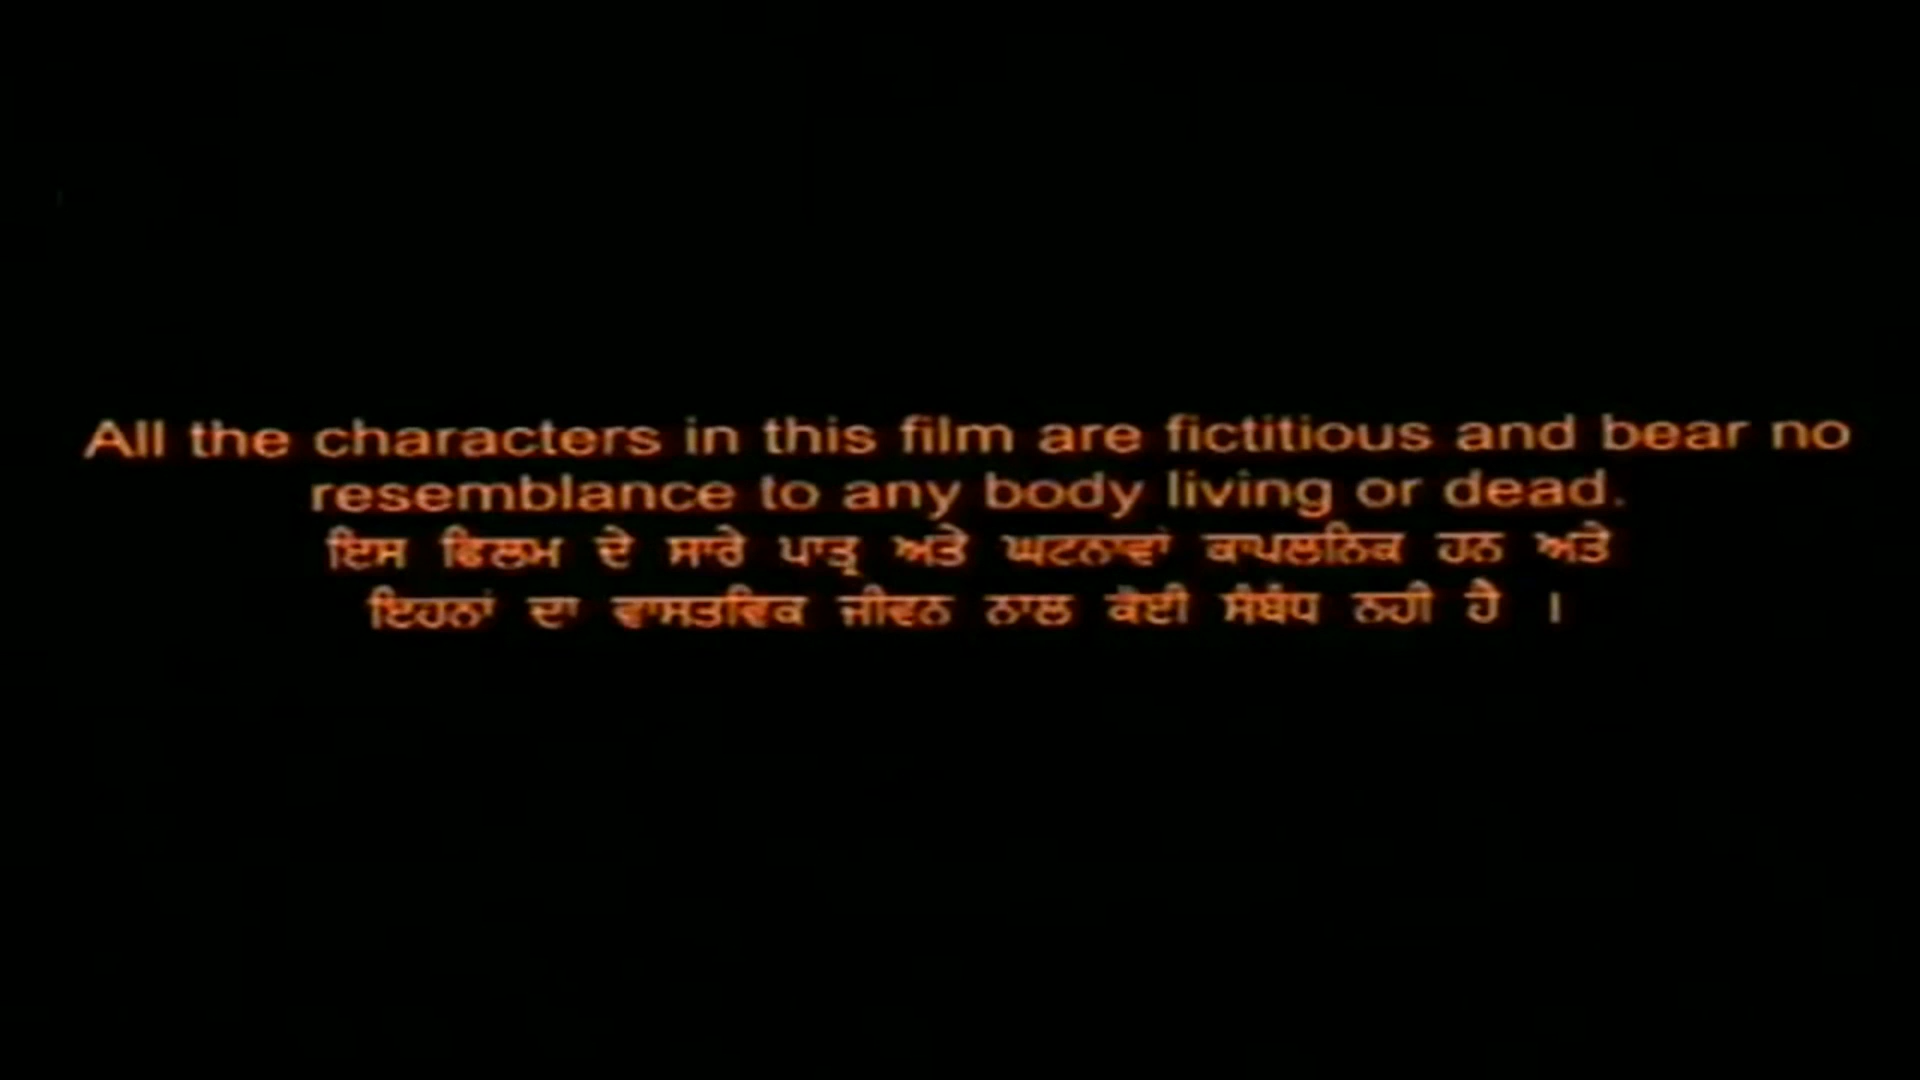 All the characters in this film are fictitious and bear no
resemblance to any body living or dead.
ਇਸ ਫਿਲਮ ਦੇ ਸਾਰੇ ਪਾਤ੍ਰ ਅਤੇ ਘਟਨਾਵਾਂ ਕਾਪਲਨਿਕ ਹਨ ਅਤੇ
ਇਹਨਾਂ ਦਾ ਵਾਸਤਵਿਕ ਜੀਵਨ ਨਾਲ ਕੋਈ ਸੰਬੰਧ ਨਹੀ ਹੈ ।